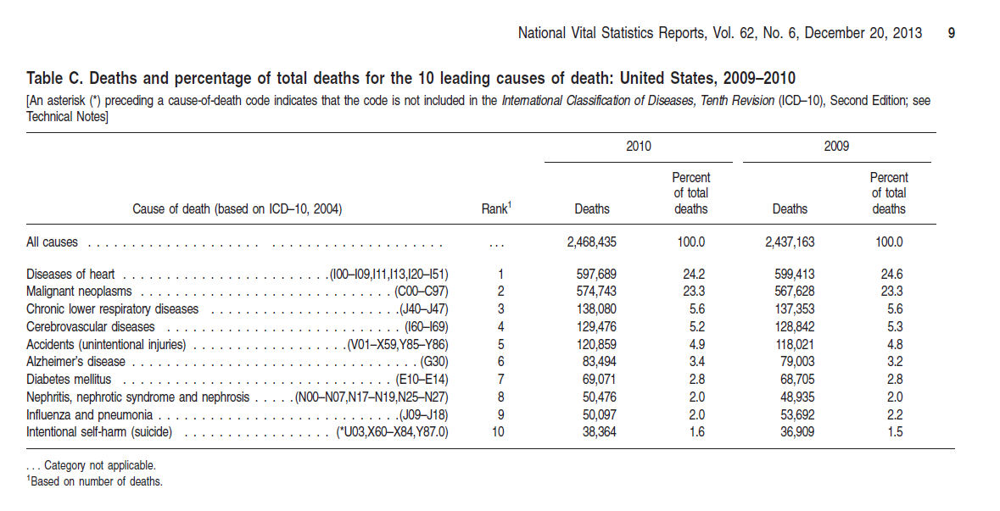 National Vital Statistics Reports, Vol. 62, No. 6, December 20, 2013 9
Table C. Deaths and percentage of total deaths for the 10 leading causes of death: United States, 2009–2010
[An asterisk (*) preceding a cause-of-death code indicates that the code is not included in the International Classification of Diseases, Tenth Revision (ICD–10), Second Edition; see
Technical Notes]
2010 2009
Percent Percent
of total of total
Cause of death (based on ICD–10, 2004) Rank1 Deaths deaths Deaths deaths
All causes . . . . . . . . . . . . . . . . . . . . . . . . . . . . . . . . . . . . . . . . . . . 2,468,435 100.0 2,437,163 100.0
Diseases of heart . . . . . . . . . . . . . . . . . . . . . . . . (I00–I09,I11,I13,I20–I51) 1 597,689 24.2 599,413 24.6
Malignant neoplasms . . . . . . . . . . . . . . . . . . . . . . . . . . . . . (C00–C97) 2 574,743 23.3 567,628 23.3
Chronic lower respiratory diseases . . . . . . . . . . . . . . . . . . . . . . (J40–J47) 3 138,080 5.6 137,353 5.6
Cerebrovascular diseases . . . . . . . . . . . . . . . . . . . . . . . . . . . (I60–I69) 4 129,476 5.2 128,842 5.3
Accidents (unintentional injuries) . . . . . . . . . . . . . . . . . . (V01–X59,Y85–Y86) 5 120,859 4.9 118,021 4.8
Alzheimer's disease . . . . . . . . . . . . . . . . . . . . . . . . . . . . . . . . . (G30) 6 83,494 3.4 79,003 3.2
Diabetes mellitus . . . . . . . . . . . . . . . . . . . . . . . . . . . . . . . (E10–E14) 7 69,071 2.8 68,705 2.8
Nephritis, nephrotic syndrome and nephrosis . . . . . (N00–N07,N17–N19,N25–N27) 8 50,476 2.0 48,935 2.0
Influenza and pneumonia . . . . . . . . . . . . . . . . . . . . . . . . . . . . (J09–J18) 9 50,097 2.0 53,692 2.2
Intentional self-harm (suicide) . . . . . . . . . . . . . . . . . (*U03,X60–X84,Y87.0) 10 38,364 1.6 36,909 1.5
. . . Category not applicable.
1Based on number of deaths.